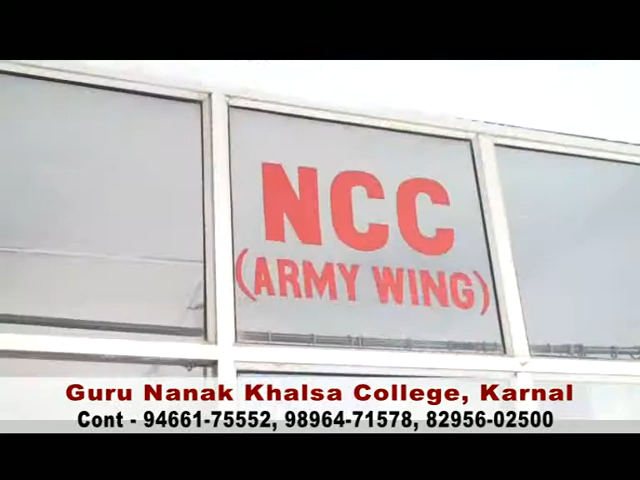 NCC
(ARMY WING)
Guru Nanak Khalsa College, Karnal
Cont - 94661-75552, 98964-71578, 82956-02500